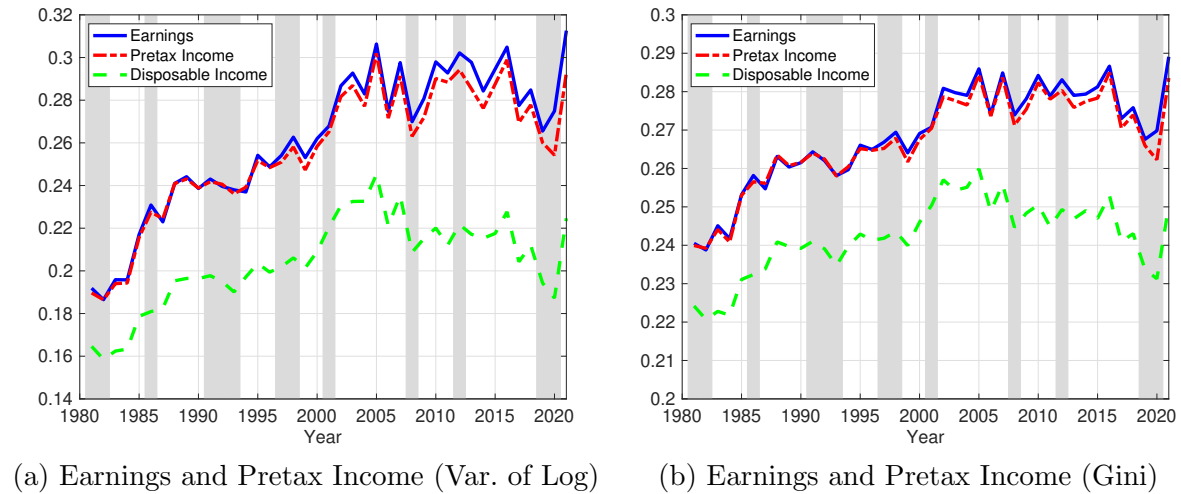 0.32
0.3
0.28
0.26
0.24
0.22
0.2
0.18
0.16
0.14
Earnings
Pretax Income
Disposable Income
1980 1985 1990 1995 2000 2005 2010 2015 2020
Year
(a) Earnings and Pretax Income (Var. of Log)
0.3
0.29
0.28
0.27
0.26
0.25
0.24
0.23
0.22
0.21
0.2
Earnings
Pretax Income
Disposable Income
1980 1985 1990 1995 2000 2005 2010 2015 2020
Year
(b) Earnings and Pretax Income (Gini)